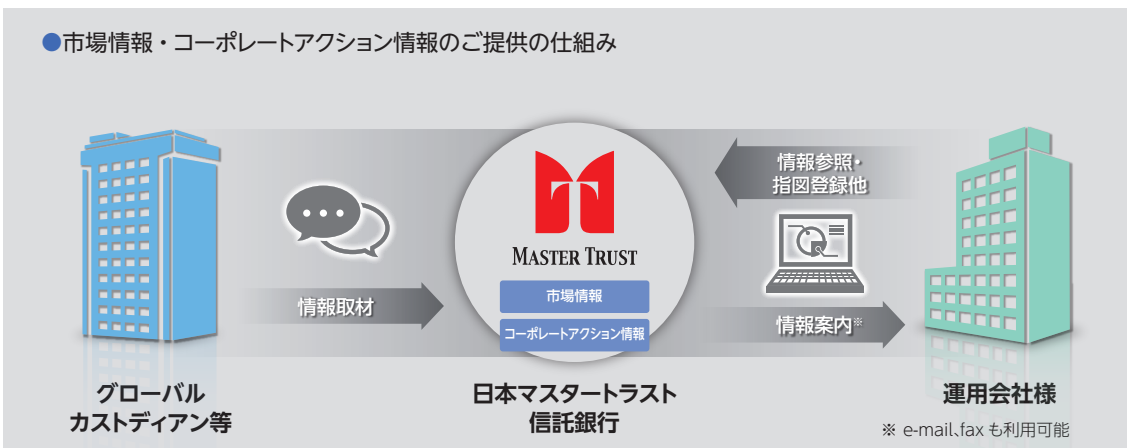 ●市場情報・コーポレートアクション情報のご提供の仕組み
情報取材
MASTER TRUST
市場情報
コーポレートアクション情報
情報参照・
指図登録他
情報案内※
グローバル
カストディアン等
日本マスタートラスト
信託銀行
運用会社様
※ e-mail、fax も利用可能